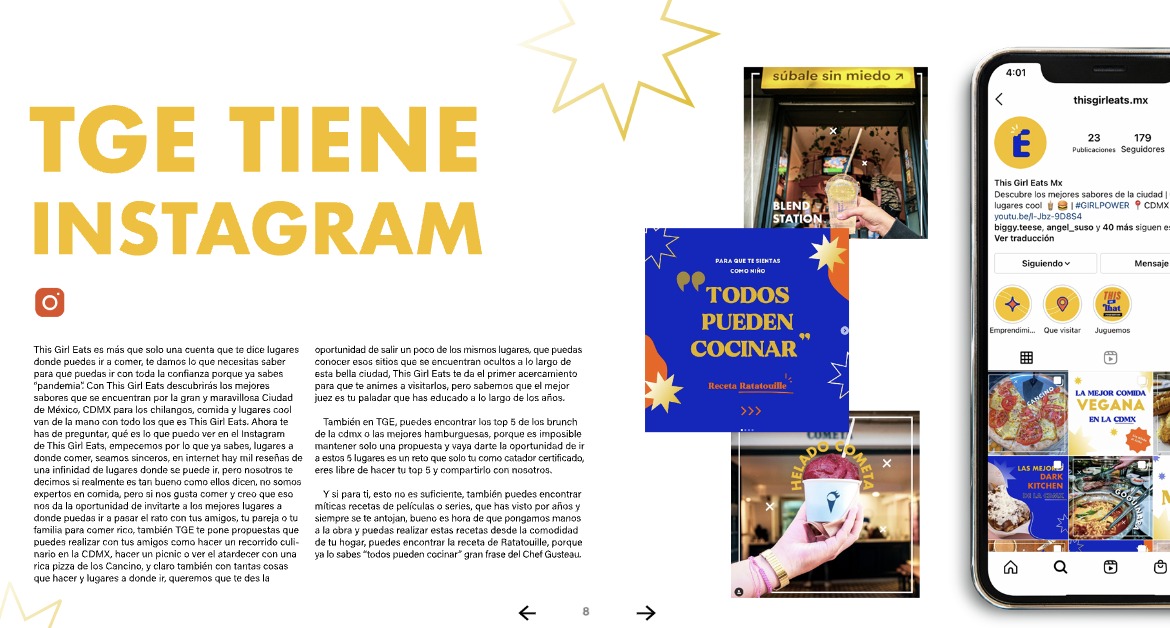 TGE TIENE
INSTAGRAM
This Girl Eats es más que solo una cuenta que te dice lugares
donde puedes ir a comer, te damos lo que necesitas saber
para que puedas ir con toda la confianza porque ya sabes
“pandemia”. Con This Girl Eats descubrirás los mejores
sabores que se encuentran por la gran y maravillosa Ciudad
de México, CDMX para los chilangos, comida y lugares cool
van de la mano con todo los que es This Girl Eats. Ahora te
has de preguntar, qué es lo que puedo ver en el Instagram
de This Girl Eats, empecemos por lo que ya sabes, lugares a
donde comer, seamos sinceros, en internet hay mil reseñas de
una infinidad de lugares donde se puede ir, pero nosotros te
decimos si realmente es tan bueno como ellos dicen, no somos
expertos en comida, pero si nos gusta comer y creo que eso
nos da la oportunidad de invitarte a los mejores lugares a
donde puedas ir a pasar el rato con tus amigos, tu pareja o tu
familia para comer rico, también TGE te pone propuestas que
puedes realizar con tus amigos como hacer un recorrido culi-
nario en la CDMX, hacer un picnic o ver el atardecer con una
rica pizza de los Cancino, y claro también con tantas cosas
que hacer y lugares a donde ir, queremos que te des la
oportunidad de salir un poco de los mismos lugares, que puedas
conocer esos sitios que se encuentran ocultos a lo largo de
esta bella ciudad, This Girl Eats te da el primer acercamiento
para que te animes a visitarlos, pero sabemos que el mejor
juez es tu paladar que has educado a lo largo de los años.
También en TGE, puedes encontrar los top 5 de los brunch
de la cdmx o las mejores hamburguesas, porque es imposible
mantener solo una propuesta y vaya darte la oportunidad de ir
a estos 5 lugares es un reto que solo tu como catador certificado,
eres libre de hacer tu top 5 y compartirlo con nosotros.
Y si para ti, esto no es suficiente, también puedes encontrar
míticas recetas de películas o series, que has visto por años y
siempre se te antojan, bueno es hora de que pongamos manos
a la obra y puedas realizar estas recetas desde la comodidad
de tu hogar, puedes encontrar la receta de Ratatouille, porque
ya lo sabes “todos pueden cocinar” gran frase del Chef Gusteau.
súbale sin miedo ↗
BLEND
STATION
PARA QUE TE SIENTAS
COMO NIÑO
”TODOS
PUEDEN
COCINAR”
Receta Ratatouille
>>>
COMETA
HELADO COMETA
4:01
thisgirleats.mx
23
179
Publicaciones
Seguidores
This Girl Eats Mx
Descubre los mejores sabores de la ciudad |
lugares cool 🧋 🍔 | #GIRLPOWER 📍 CDMX
youtu.be/l-Jbz-9D8S4
biggy.teese, angel_suso y 40 más siguen es
Ver traducción
Siguiendo
Mensaje
THIS
That
Emprendimi...
Que visitar
Juguemos
CANCINO
LA MEJOR COMIDA
VEGANA
EN LA CDMX
LAS MEJORES
DARK
KITCHEN
DE LA CDMX
← 8 →